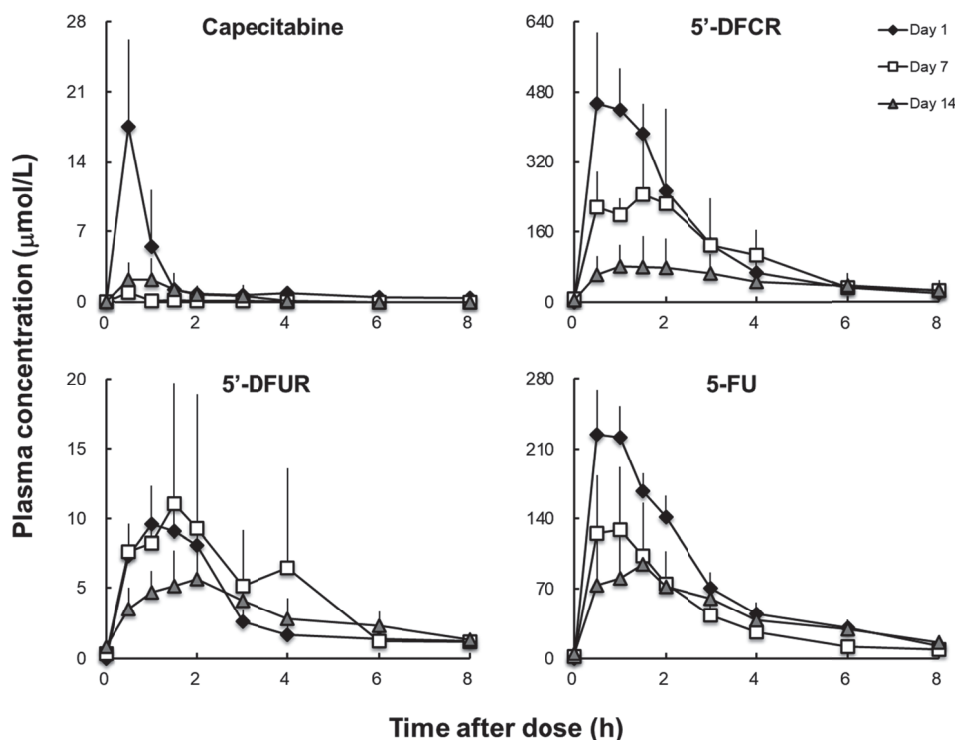 Capecitabine
28
21
14
7
0
0 2 4 6 8
5'-DFCR
640
480
320
160
0
0 2 4 6 8
Day 1
Day 7
Day 14
5'-DFUR
20
15
10
5
0
0 2 4 6 8
5-FU
280
210
140
70
0
0 2 4 6 8
Plasma concentration (μmol/L)
Time after dose (h)